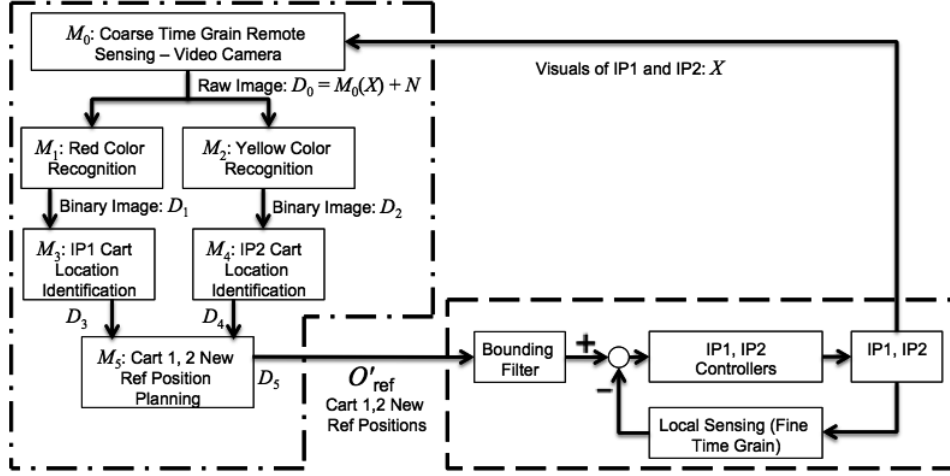 M₀: Coarse Time Grain Remote
Sensing – Video Camera
Visuals of IP1 and IP2: X
Raw Image: D₀ = M₀(X) + N
M₁: Red Color
Recognition
M₂: Yellow Color
Recognition
Binary Image: D₁
Binary Image: D₂
M₃: IP1 Cart
Location
Identification
M₄: IP2 Cart
Location
Identification
D₃
D₄
M₅: Cart 1, 2 New
Ref Position
Planning
D₅
O'ref
Cart 1,2 New
Ref Positions
Bounding
Filter
+
−
IP1, IP2
Controllers
IP1, IP2
Local Sensing (Fine
Time Grain)